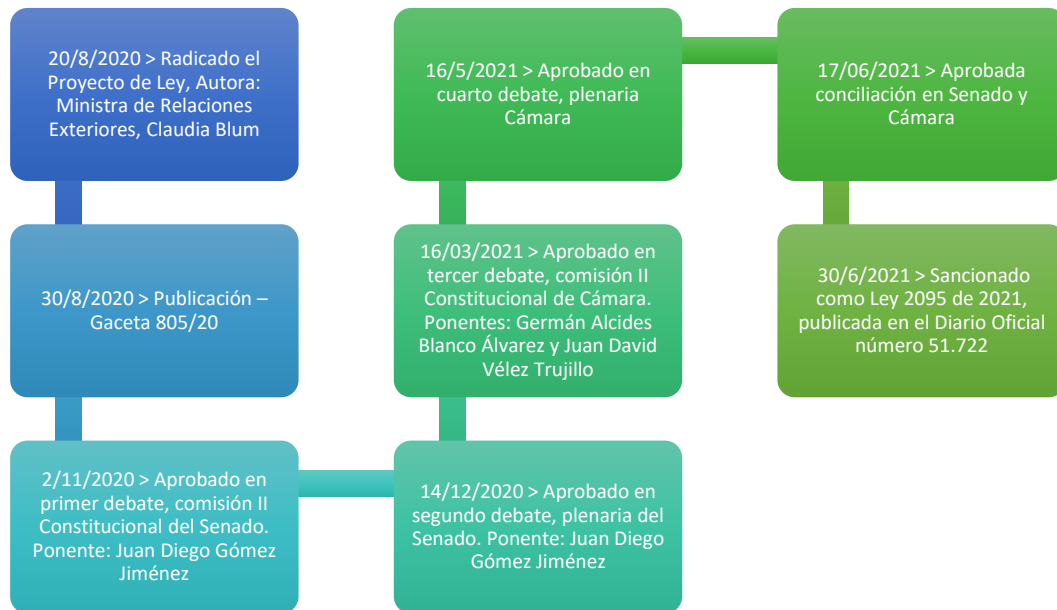 20/8/2020 > Radicado el
Proyecto de Ley, Autora:
Ministra de Relaciones
Exteriores, Claudia Blum
30/8/2020 > Publicación –
Gaceta 805/20
2/11/2020 > Aprobado en
primer debate, comisión II
Constitucional del Senado.
Ponente: Juan Diego Gómez
Jiménez
14/12/2020 > Aprobado en
segundo debate, plenaria del
Senado. Ponente: Juan Diego
Gómez Jiménez
16/03/2021 > Aprobado en
tercer debate, comisión II
Constitucional de Cámara.
Ponentes: Germán Alcides
Blanco Álvarez y Juan David
Vélez Trujillo
16/5/2021 > Aprobado en
cuarto debate, plenaria
Cámara
17/06/2021 > Aprobada
conciliación en Senado y
Cámara
30/6/2021 > Sancionado
como Ley 2095 de 2021,
publicada en el Diario Oficial
número 51.722